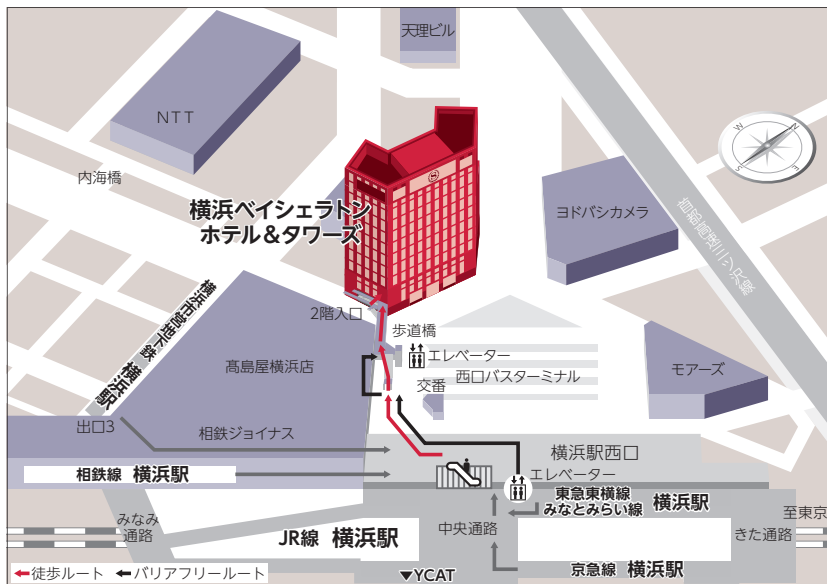 天理ビル
NTT
W
N
S
E
内海橋
横浜ベイシェラトン
ホテル&タワーズ
ヨドバシカメラ
首都高速三ツ沢線
横浜市営地下鉄 横浜駅
2階入口
歩道橋
エレベーター
髙島屋横浜店
西口バスターミナル
モアーズ
交番
出口3
相鉄ジョイナス
横浜駅西口
相鉄線 横浜駅
エレベーター
東急東横線
みなとみらい線 横浜駅
みなみ
通路
JR線 横浜駅
中央通路
きた通路
至東京
京急線 横浜駅
徒歩ルート
バリアフリールート
▼YCAT